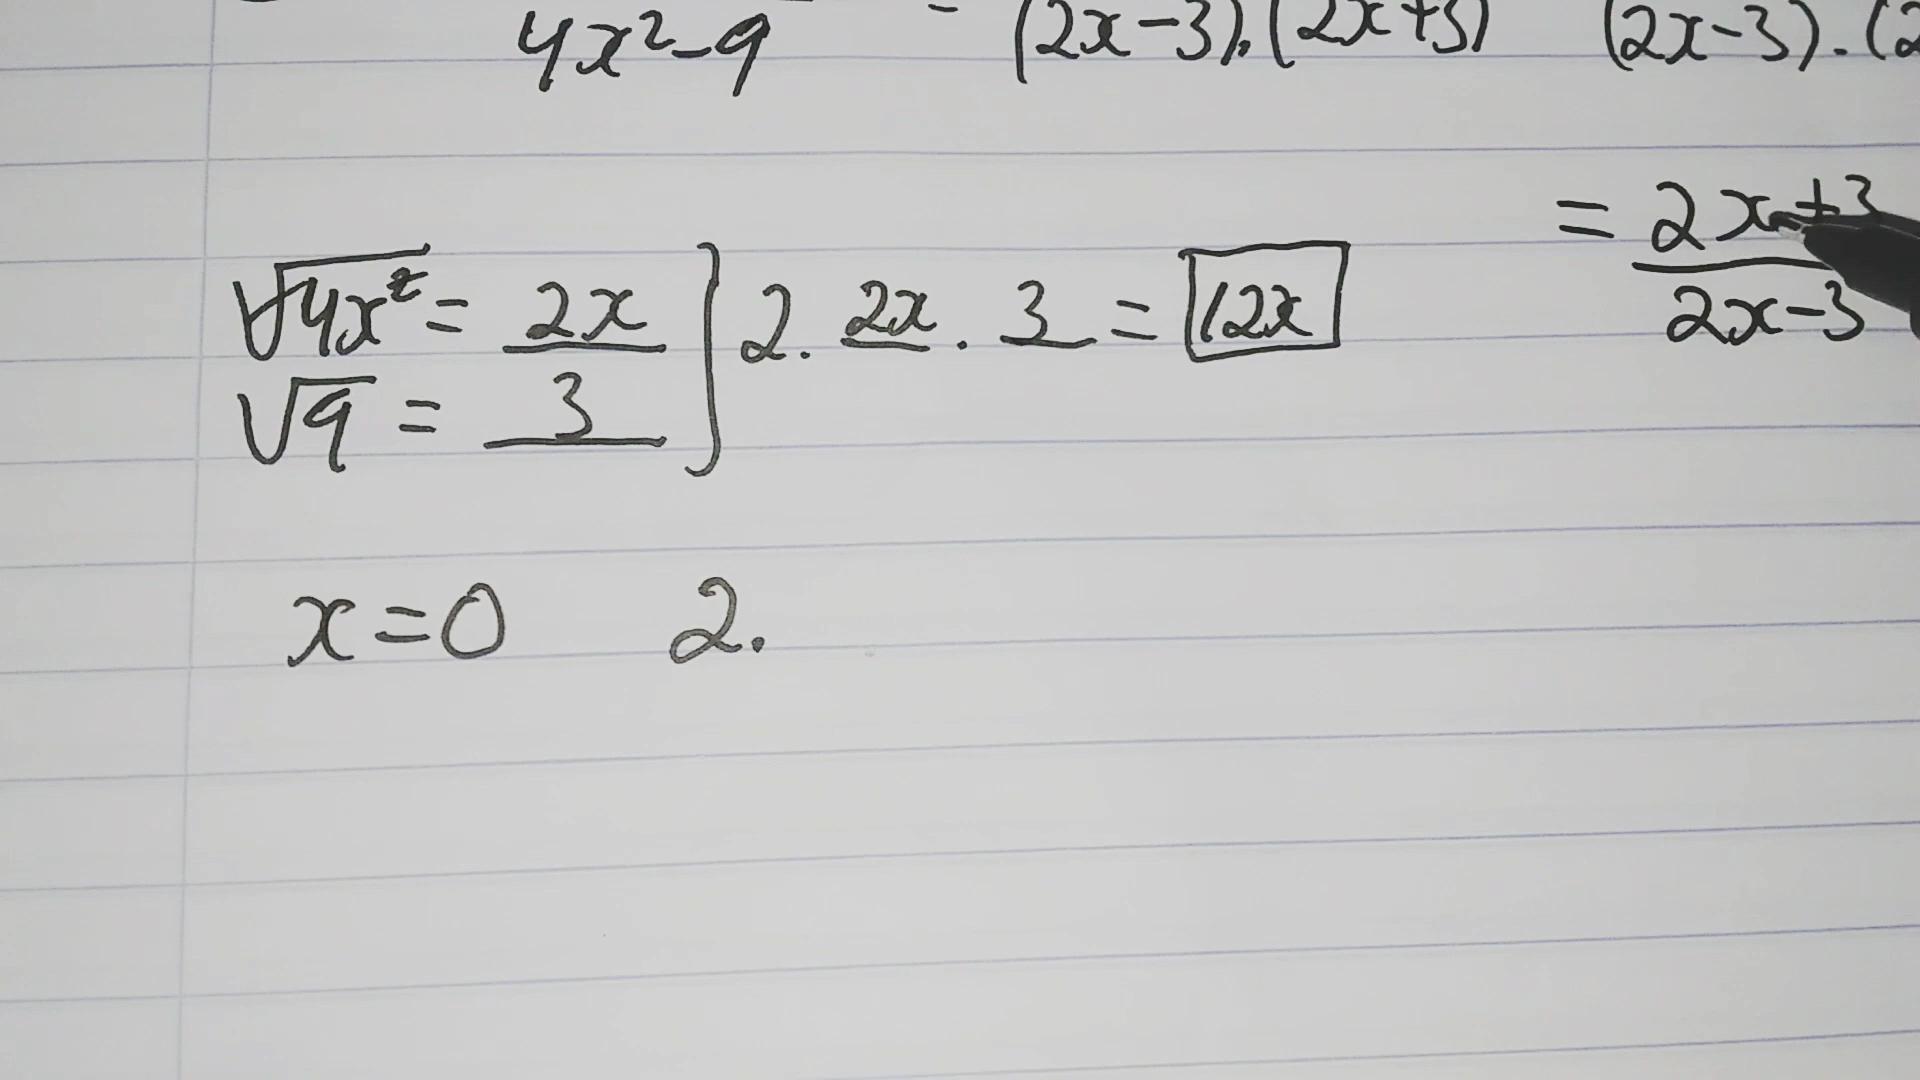 4x²-9 = (2x-3).(2x+3) (2x-3).(2
= 2x+3
2x-3
√4x² = 2x } 2. 2x . 3 = 12x
√9 = 3
x=0 2.